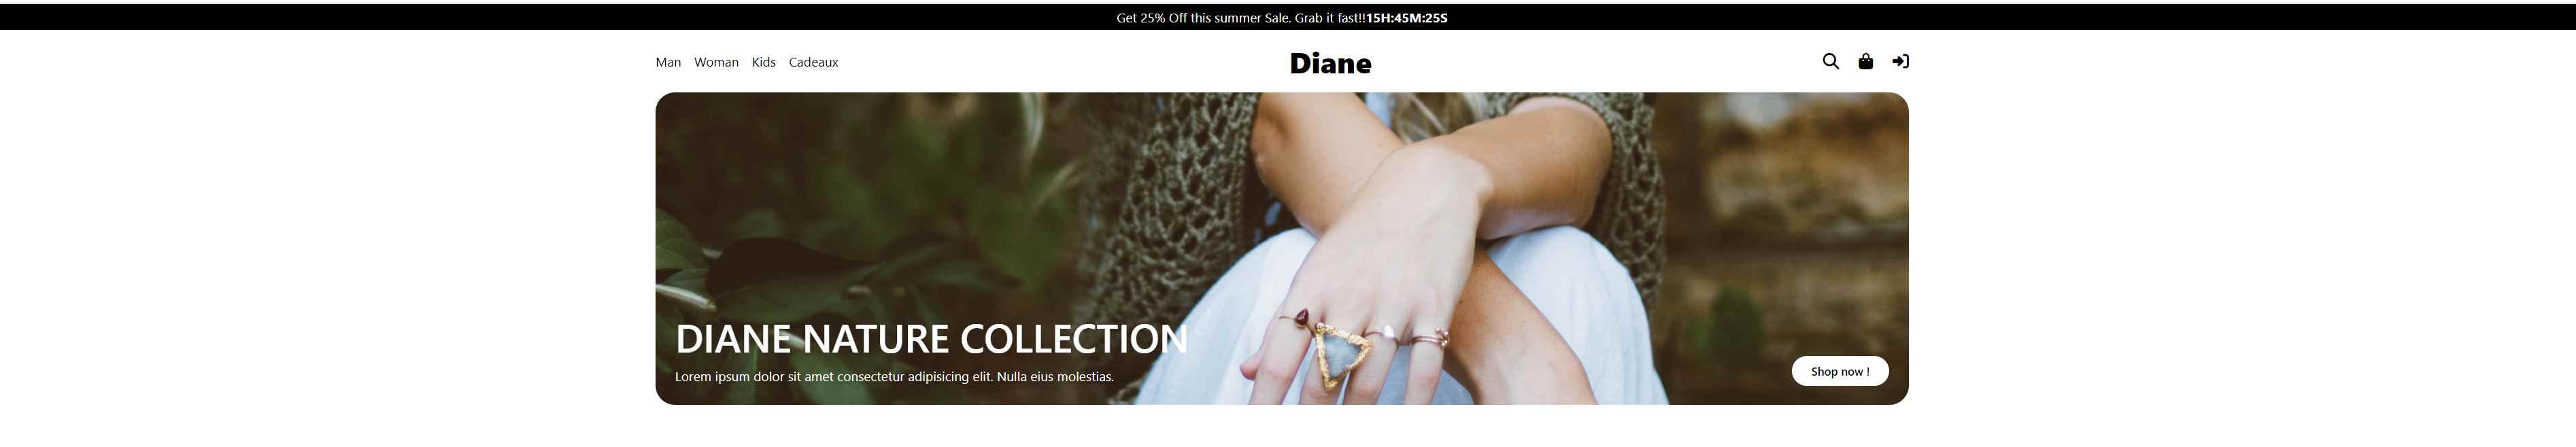 Get 25% Off this summer Sale. Grab it fast!!15H:45M:25S
Man Woman Kids Cadeaux
Diane
DIANE NATURE COLLECTION
Lorem ipsum dolor sit amet consectetur adipisicing elit. Nulla eius molestias.
Shop now !